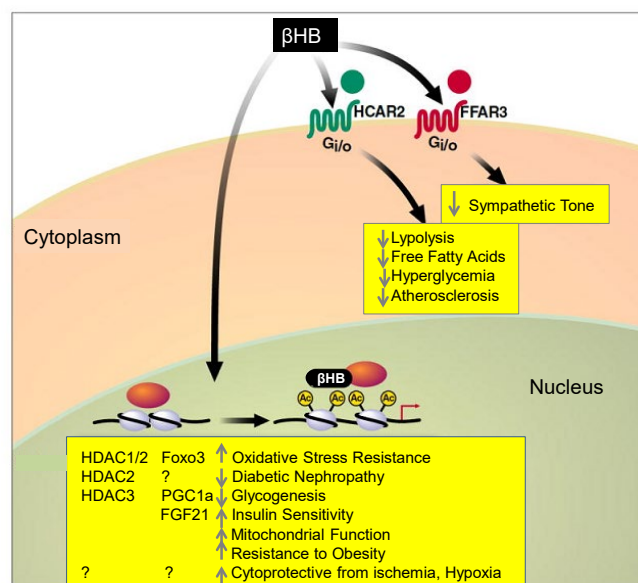 βHB
HCAR2
FFAR3
Gi/o
Gi/o
Sympathetic Tone
Cytoplasm
Lypolysis
Free Fatty Acids
Hyperglycemia
Atherosclerosis
Nucleus
βHB
Ac Ac Ac Ac
HDAC1/2 Foxo3 Oxidative Stress Resistance
HDAC2 ? Diabetic Nephropathy
HDAC3 PGC1a Glycogenesis
FGF21 Insulin Sensitivity
Mitochondrial Function
Resistance to Obesity
? ? Cytoprotective from ischemia, Hypoxia